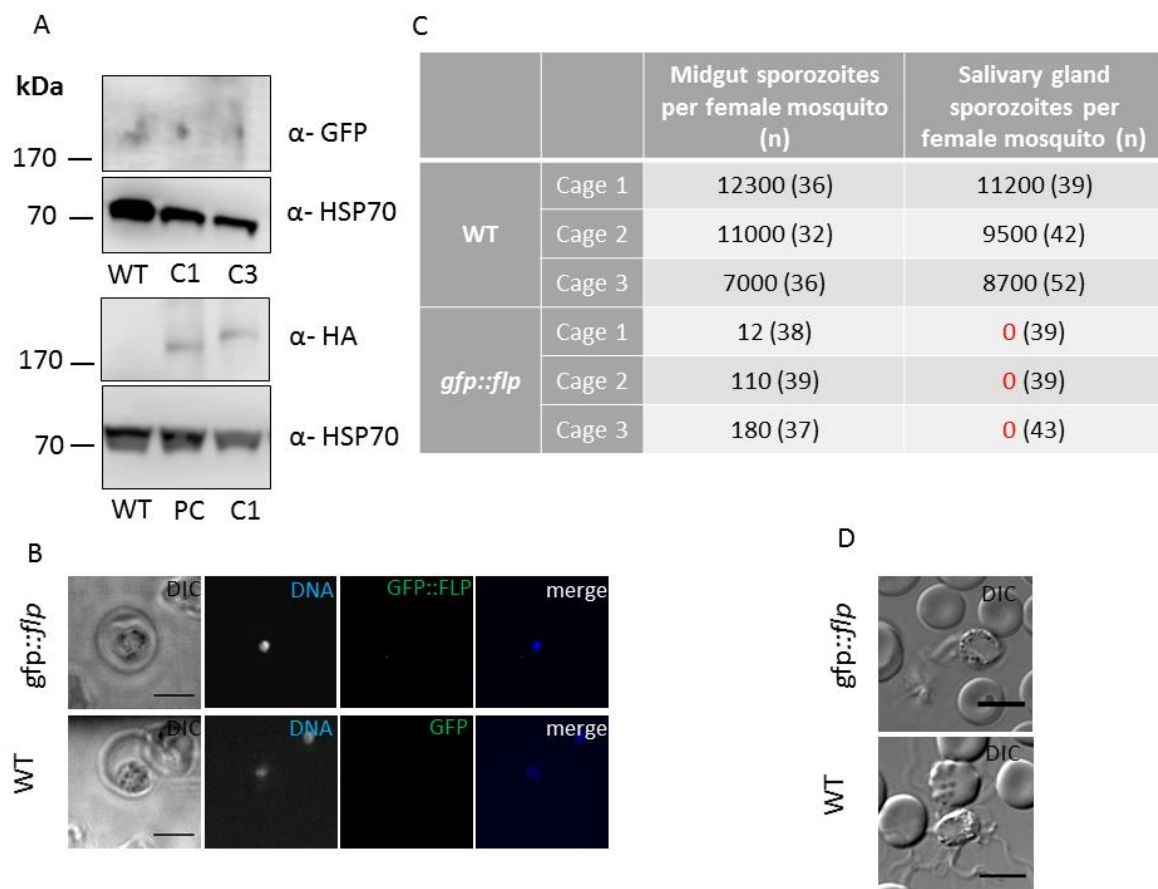 A
kDa
α- GFP
170
α- HSP70
70
WT C1 C3
α- HA
170
α- HSP70
70
WT PC C1
C
Midgut sporozoites per female mosquito (n)
Salivary gland sporozoites per female mosquito (n)
WT
Cage 1 12300 (36) 11200 (39)
Cage 2 11000 (32) 9500 (42)
Cage 3 7000 (36) 8700 (52)
gfp::flp
Cage 1 12 (38) 0 (39)
Cage 2 110 (39) 0 (39)
Cage 3 180 (37) 0 (43)
B
gfp::flp
DIC DNA GFP::FLP merge
WT
DIC DNA GFP merge
D
gfp::flp
DIC
WT
DIC